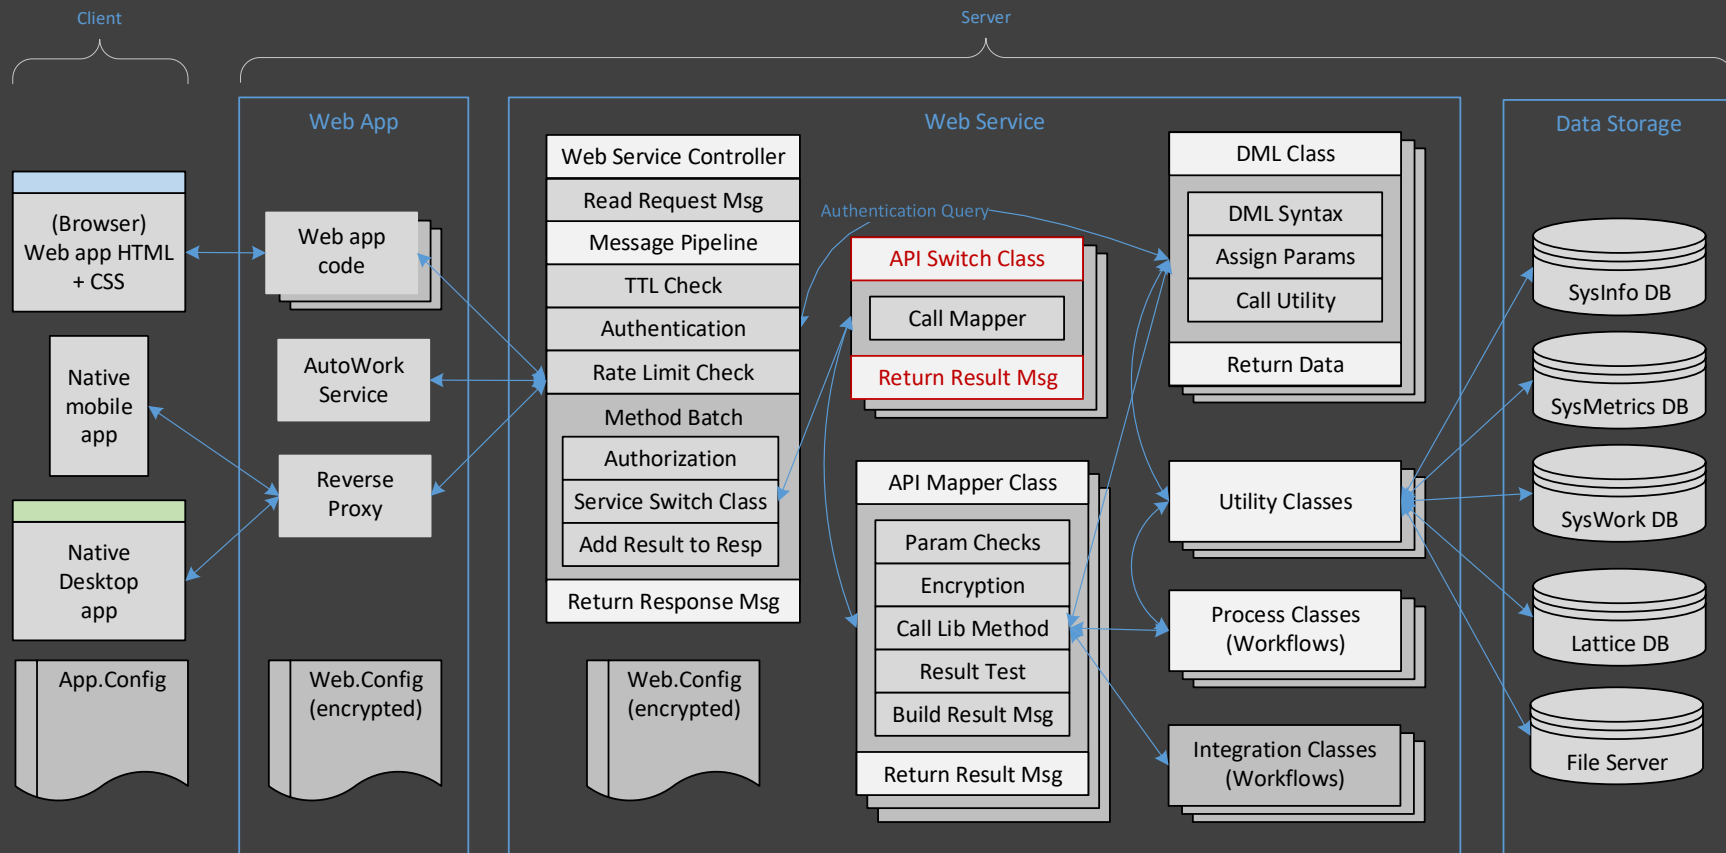 Client
Server
Web App
Web Service
Data Storage
(Browser)
Web app HTML
+ CSS
Native
mobile
app
Native
Desktop
app
App.Config
Web app
code
AutoWork
Service
Reverse
Proxy
Web.Config
(encrypted)
Web Service Controller
Read Request Msg
Message Pipeline
TTL Check
Authentication
Rate Limit Check
Method Batch
Authorization
Service Switch Class
Add Result to Resp
Return Response Msg
Web.Config
(encrypted)
Authentication Query
API Switch Class
Call Mapper
Return Result Msg
API Mapper Class
Param Checks
Encryption
Call Lib Method
Result Test
Build Result Msg
Return Result Msg
DML Class
DML Syntax
Assign Params
Call Utility
Return Data
Utility Classes
Process Classes
(Workflows)
Integration Classes
(Workflows)
SysInfo DB
SysMetrics DB
SysWork DB
Lattice DB
File Server